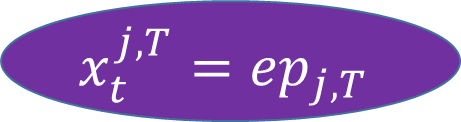 $x_t^{j,T} = ep_{j,T}$